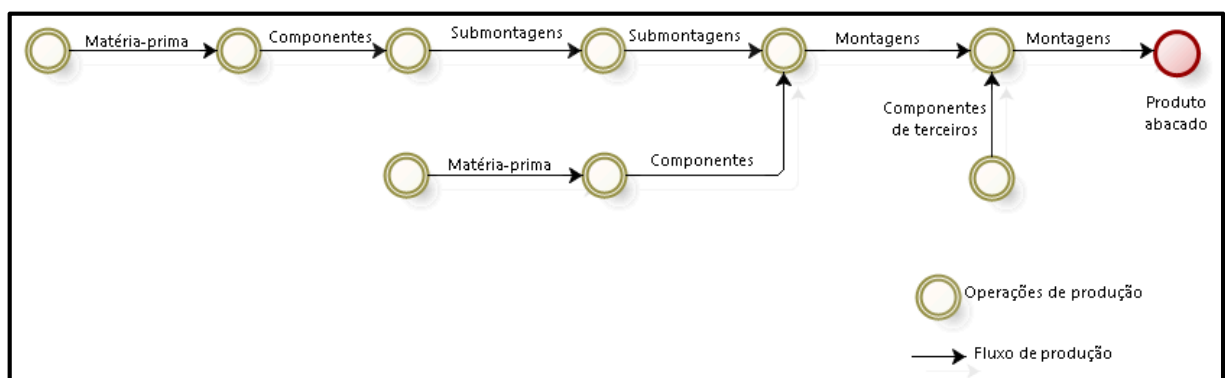 Matéria-prima
Componentes
Submontagens
Submontagens
Montagens
Montagens
Componentes
de terceiros
Produto
abacado
Matéria-prima
Componentes
Operações de produção
Fluxo de produção